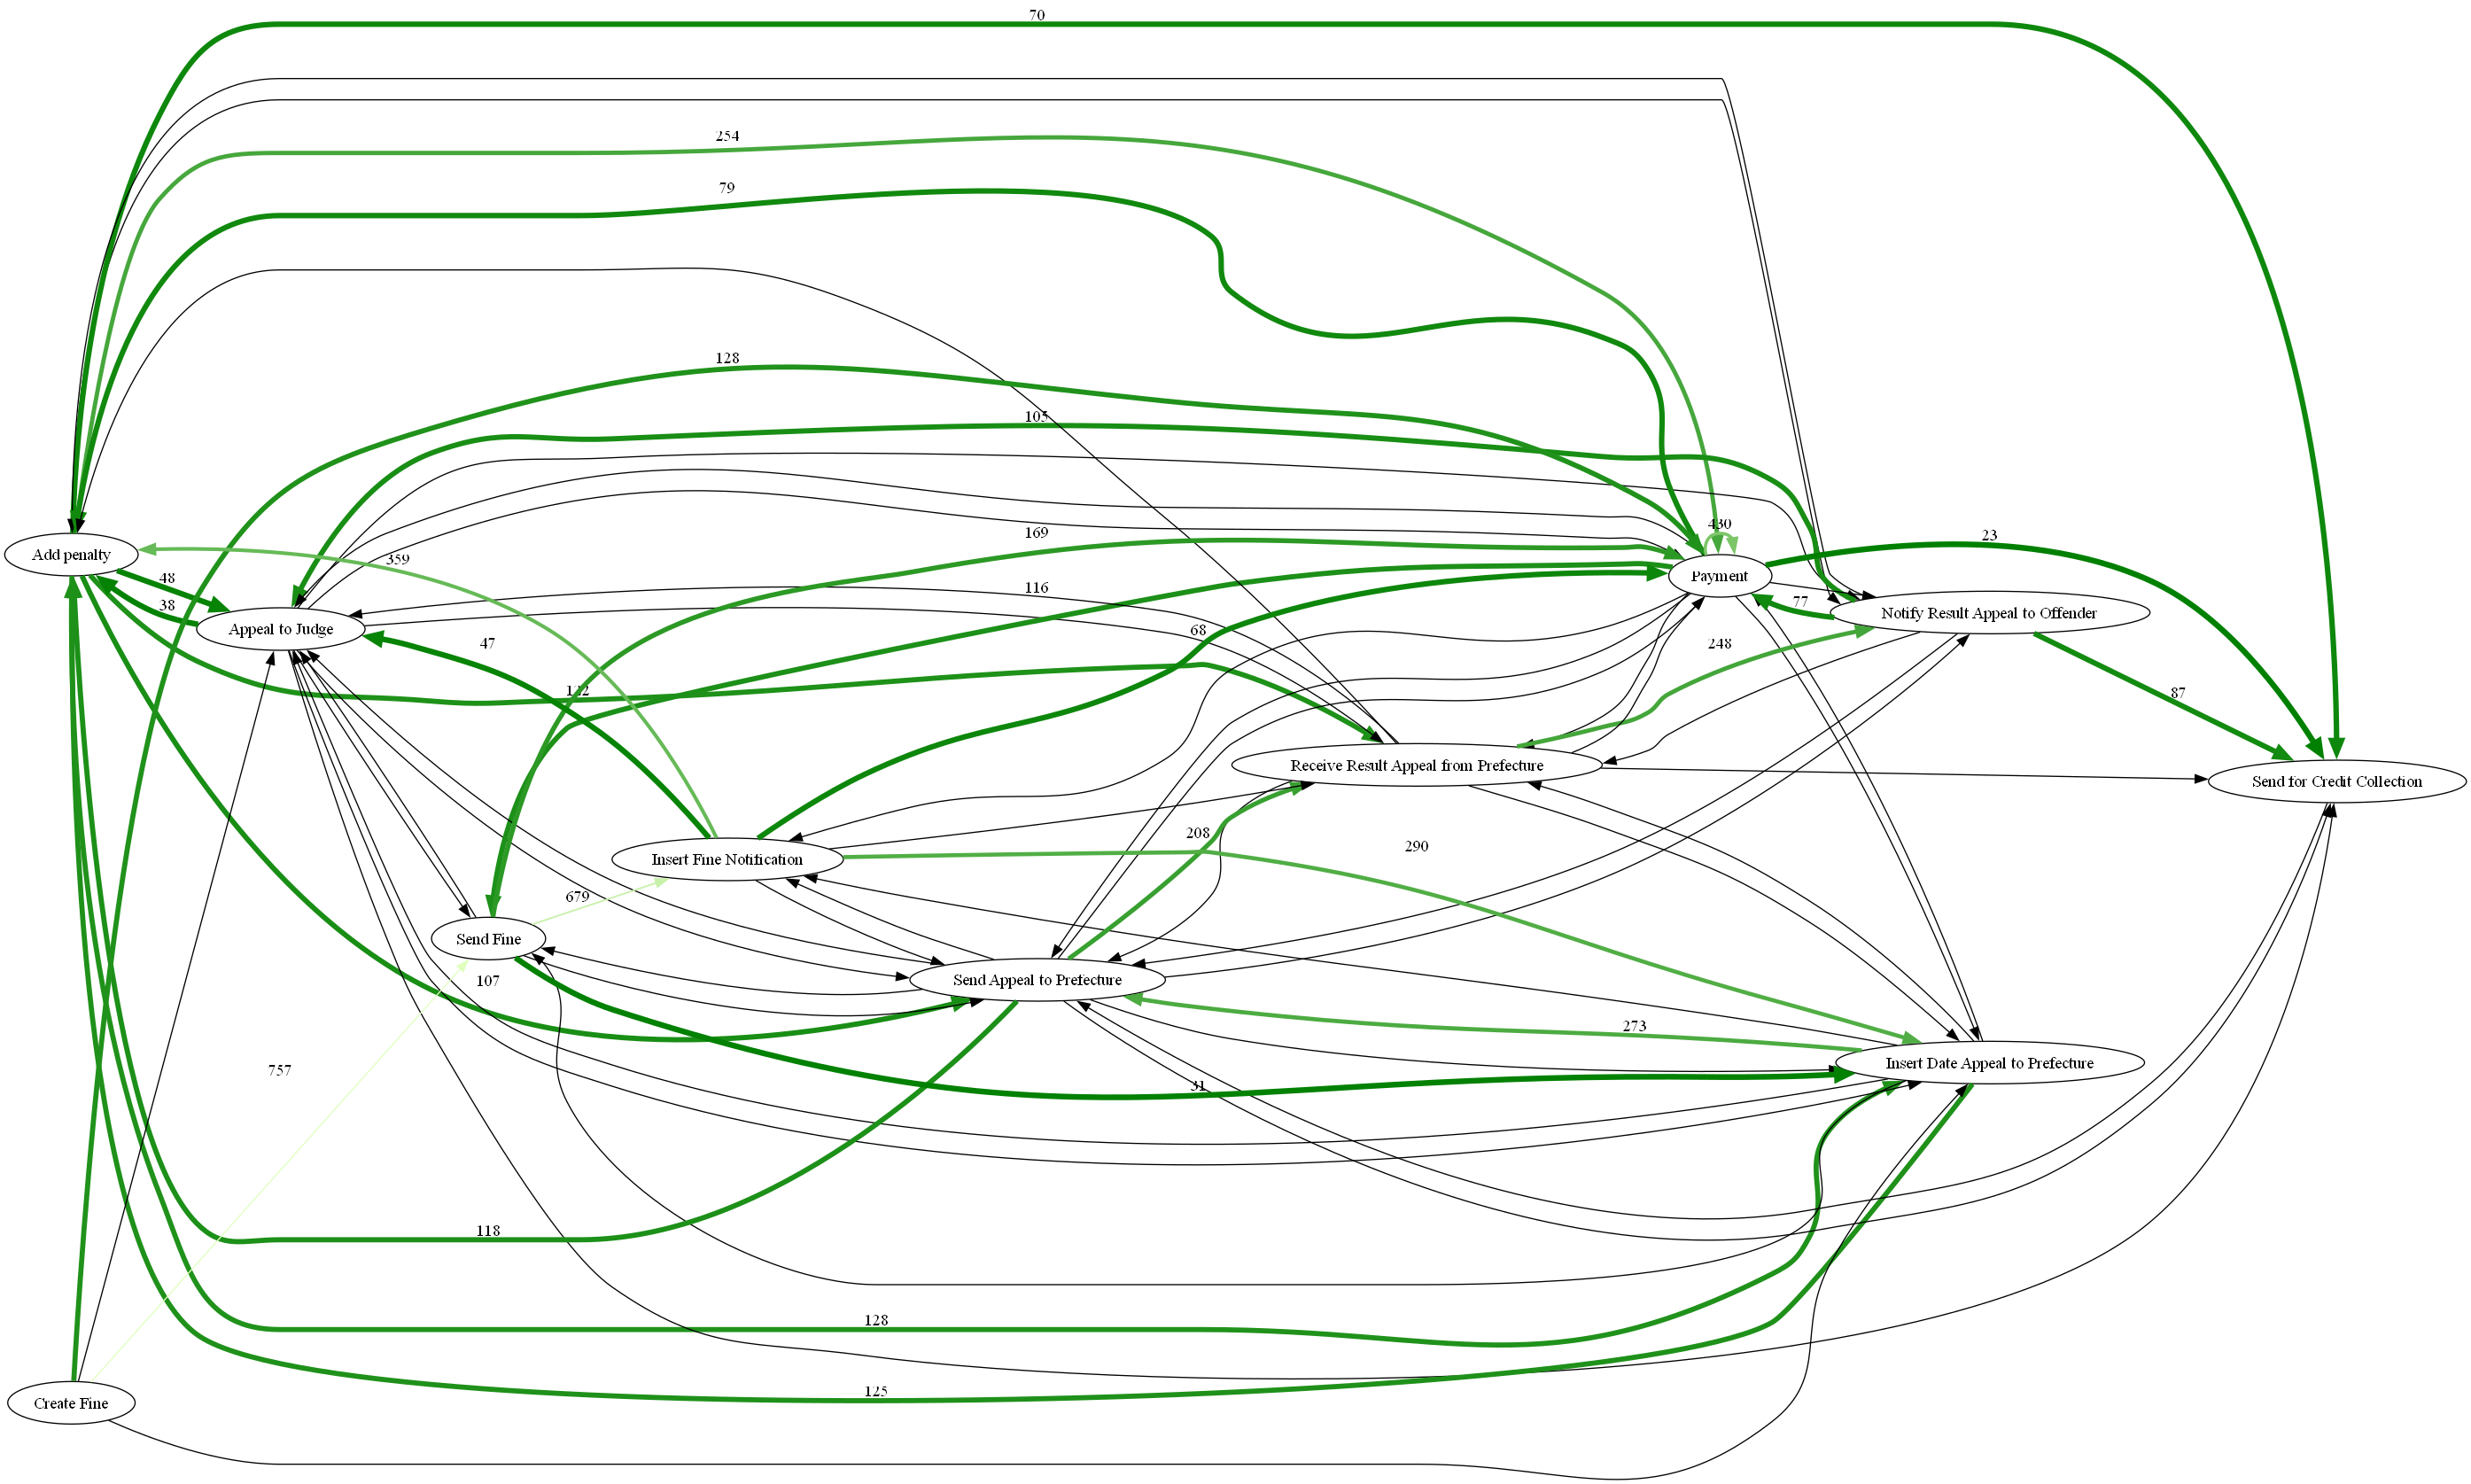 70
254
79
128
105
169
430
23
Add penalty
359
48
38
Payment
116
77
Notify Result Appeal to Offender
Appeal to Judge
68
47
248
87
Receive Result Appeal from Prefecture
Send for Credit Collection
208
290
Insert Fine Notification
679
Send Fine
107
Send Appeal to Prefecture
273
757
31
Insert Date Appeal to Prefecture
118
128
125
Create Fine